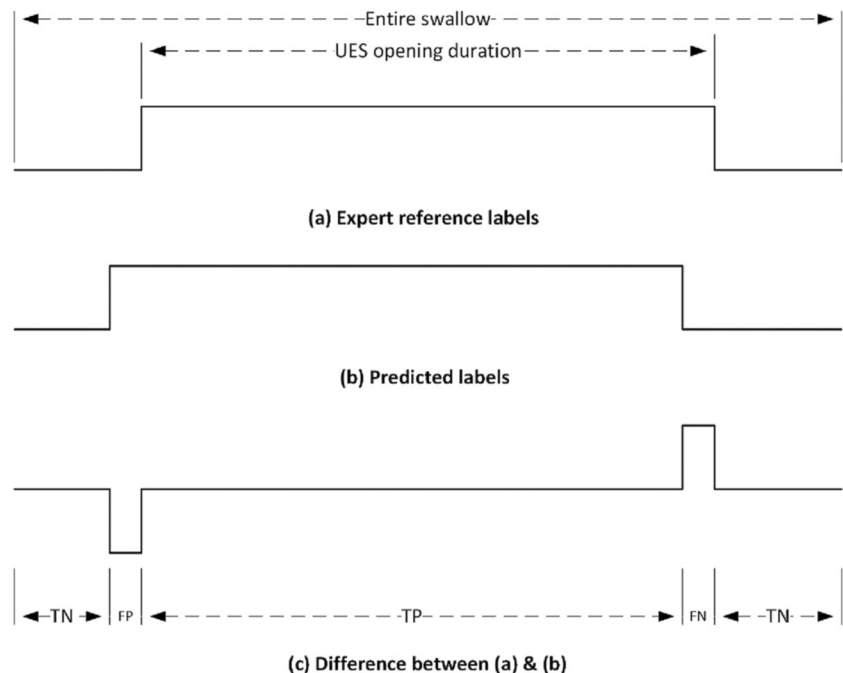 Entire swallow
UES opening duration
(a) Expert reference labels
(b) Predicted labels
TN FP TP FN TN
(c) Difference between (a) & (b)